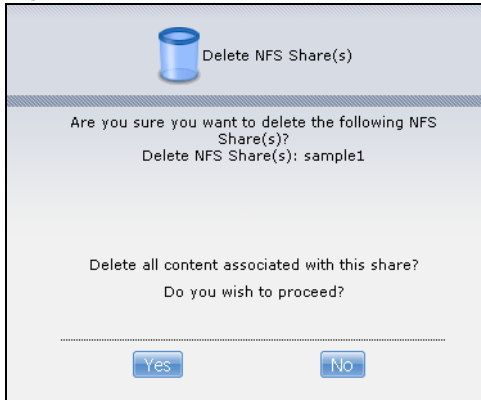 Delete NFS Share(s)
Are you sure you want to delete the following NFS
Share(s)?
Delete NFS Share(s): sample1
Delete all content associated with this share?
Do you wish to proceed?
Yes
No